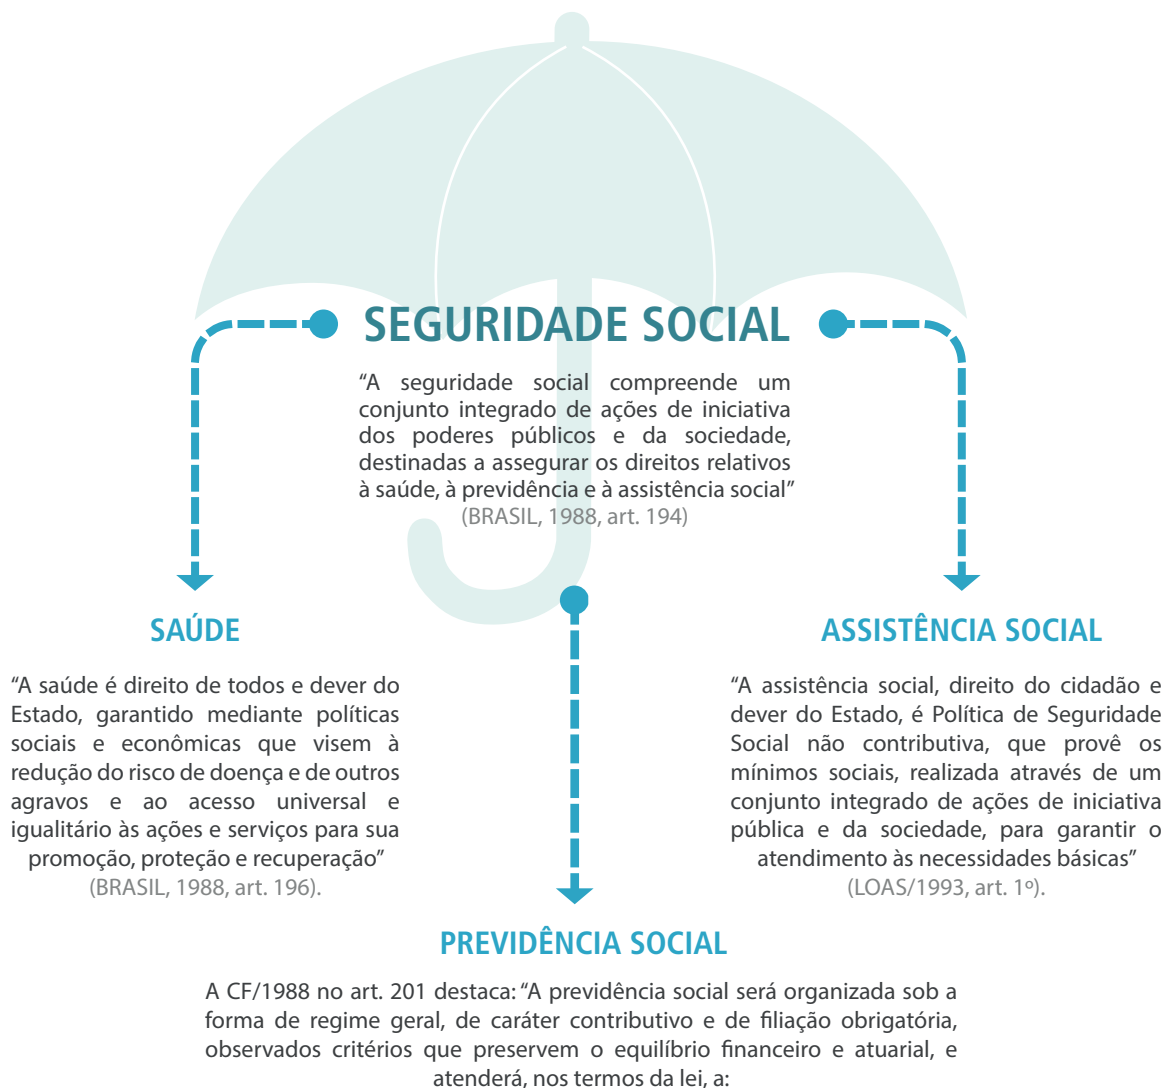 SEGURIDADE SOCIAL
“A seguridade social compreende um
conjunto integrado de ações de iniciativa
dos poderes públicos e da sociedade,
destinadas a assegurar os direitos relativos
à saúde, à previdência e à assistência social”
(BRASIL, 1988, art. 194)
SAÚDE
“A saúde é direito de todos e dever do
Estado, garantido mediante políticas
sociais e econômicas que visem à
redução do risco de doença e de outros
agravos e ao acesso universal e
igualitário às ações e serviços para sua
promoção, proteção e recuperação”
(BRASIL, 1988, art. 196).
ASSISTÊNCIA SOCIAL
“A assistência social, direito do cidadão e
dever do Estado, é Política de Seguridade
Social não contributiva, que provê os
mínimos sociais, realizada através de um
conjunto integrado de ações de iniciativa
pública e da sociedade, para garantir o
atendimento às necessidades básicas”
(LOAS/1993, art. 1º).
PREVIDÊNCIA SOCIAL
A CF/1988 no art. 201 destaca: “A previdência social será organizada sob a
forma de regime geral, de caráter contributivo e de filiação obrigatória,
observados critérios que preservem o equilíbrio financeiro e atuarial, e
atenderá, nos termos da lei, a: